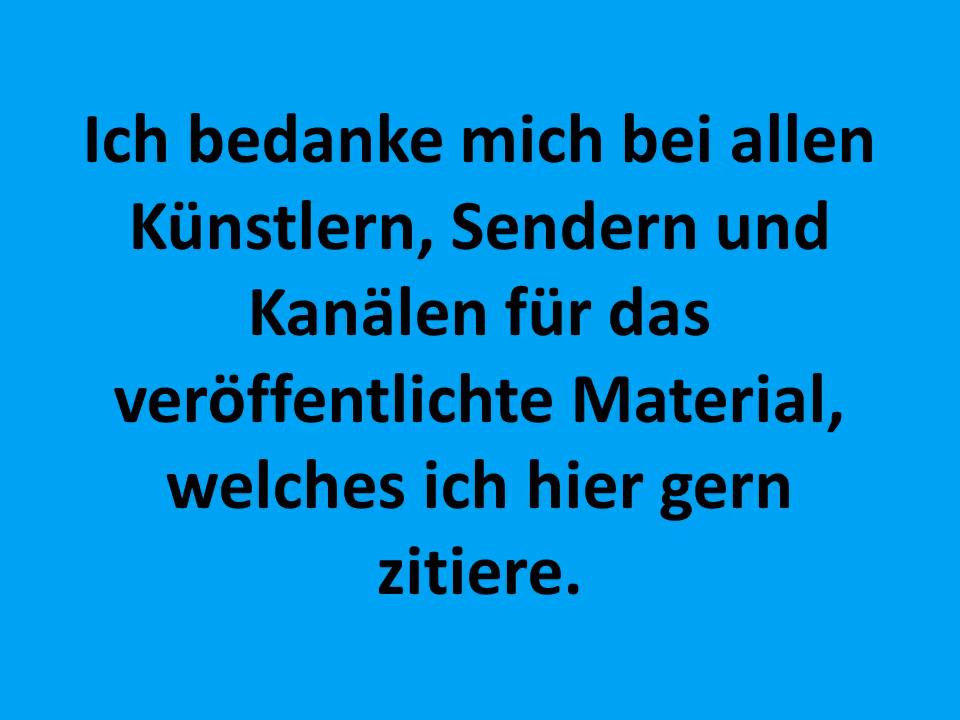 Ich bedanke mich bei allen
Künstlern, Sendern und
Kanälen für das
veröffentlichte Material,
welches ich hier gern
zitiere.